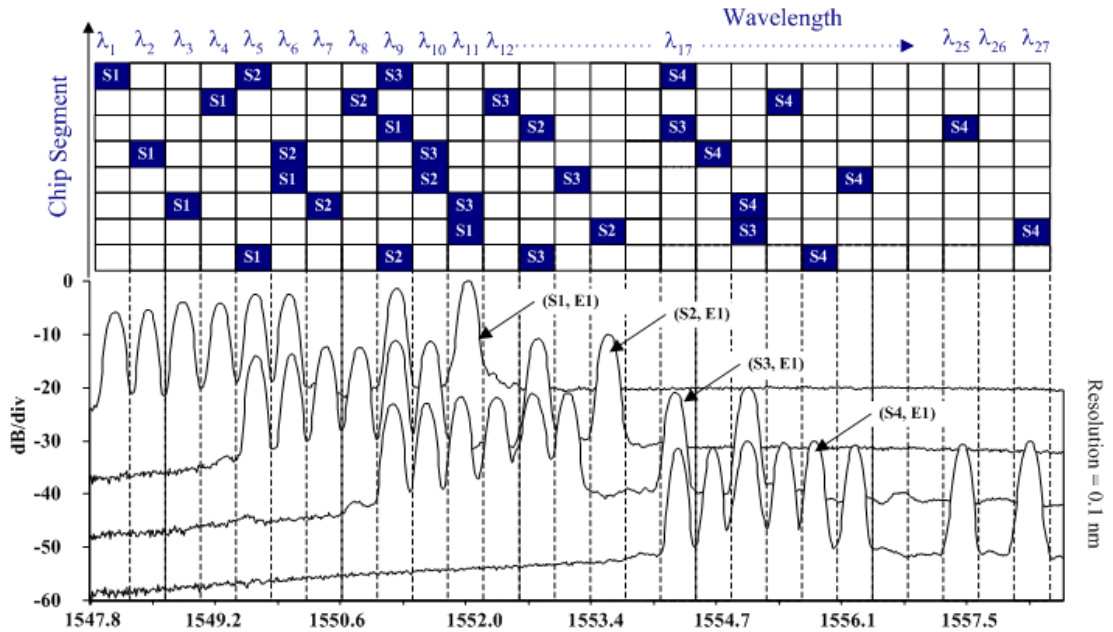 Wavelength
λ1 λ2 λ3 λ4 λ5 λ6 λ7 λ8 λ9 λ10 λ11 λ12 λ17 λ25 λ26 λ27
Chip Segment
S1 S2 S3 S4
S1 S2 S3 S4
S1 S2 S3 S4
S1 S2 S3 S4
S1 S2 S3 S4
S1 S2 S3 S4
S1 S2 S3 S4
S1 S2 S3 S4
0
-10
-20
-30
-40
-50
-60
dB/div
(S1, E1)
(S2, E1)
(S3, E1)
(S4, E1)
Resolution = 0.1 nm
1547.8 1549.2 1550.6 1552.0 1553.4 1554.7 1556.1 1557.5